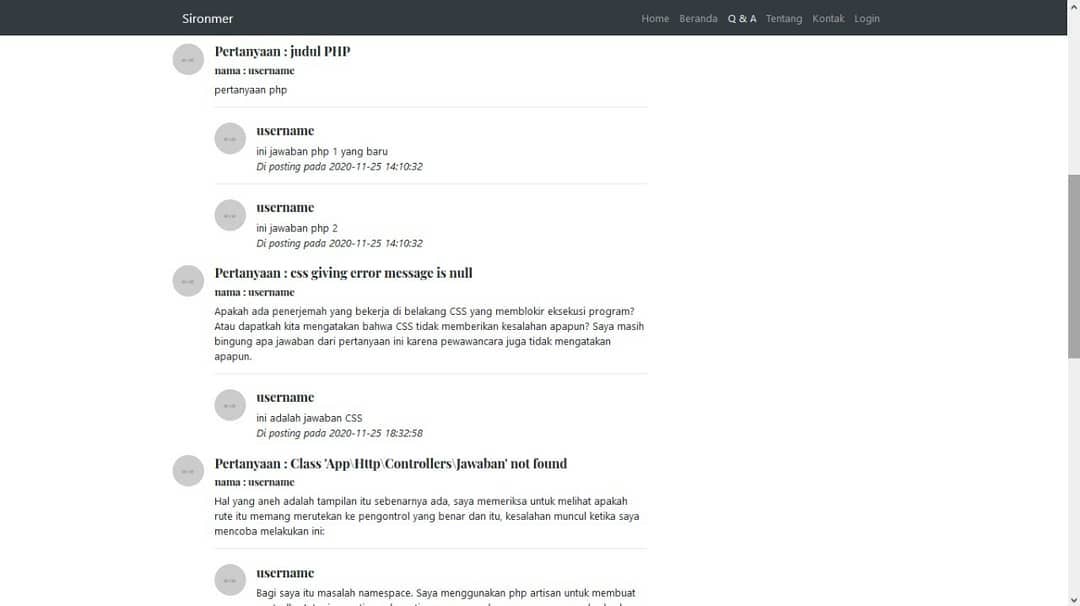 Sironmer
Home Beranda Q & A Tentang Kontak Login
Pertanyaan : judul PHP
nama : username
pertanyaan php
username
ini jawaban php 1 yang baru
Di posting pada 2020-11-25 14:10:32
username
ini jawaban php 2
Di posting pada 2020-11-25 14:10:32
Pertanyaan : css giving error message is null
nama : username
Apakah ada penerjemah yang bekerja di belakang CSS yang memblokir eksekusi program?
Atau dapatkah kita mengatakan bahwa CSS tidak memberikan kesalahan apapun? Saya masih
bingung apa jawaban dari pertanyaan ini karena pewawancara juga tidak mengatakan
apapun.
username
ini adalah jawaban CSS
Di posting pada 2020-11-25 18:32:58
Pertanyaan : Class 'App\Http\Controllers\Jawaban' not found
nama : username
Hal yang aneh adalah tampilan itu sebenarnya ada, saya memeriksa untuk melihat apakah
rute itu memang merutekan ke pengontrol yang benar dan itu, kesalahan muncul ketika saya
mencoba melakukan ini:
username
Bagi saya itu masalah namespace. Saya menggunakan php artisan untuk membuat